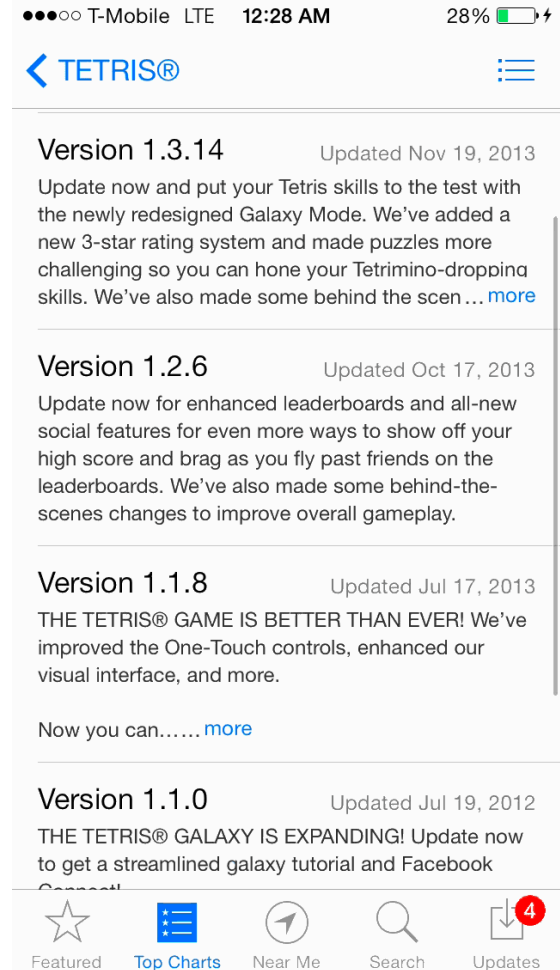 T-Mobile LTE 12:28 AM 28%
TETRIS®
Version 1.3.14 Updated Nov 19, 2013
Update now and put your Tetris skills to the test with
the newly redesigned Galaxy Mode. We've added a
new 3-star rating system and made puzzles more
challenging so you can hone your Tetrimino-dropping
skills. We've also made some behind the scen... more
Version 1.2.6 Updated Oct 17, 2013
Update now for enhanced leaderboards and all-new
social features for even more ways to show off your
high score and brag as you fly past friends on the
leaderboards. We've also made some behind-the-
scenes changes to improve overall gameplay.
Version 1.1.8 Updated Jul 17, 2013
THE TETRIS® GAME IS BETTER THAN EVER! We've
improved the One-Touch controls, enhanced our
visual interface, and more.
Now you can...... more
Version 1.1.0 Updated Jul 19, 2012
THE TETRIS® GALAXY IS EXPANDING! Update now
to get a streamlined galaxy tutorial and Facebook
Connect!
4
Featured Top Charts Near Me Search Updates